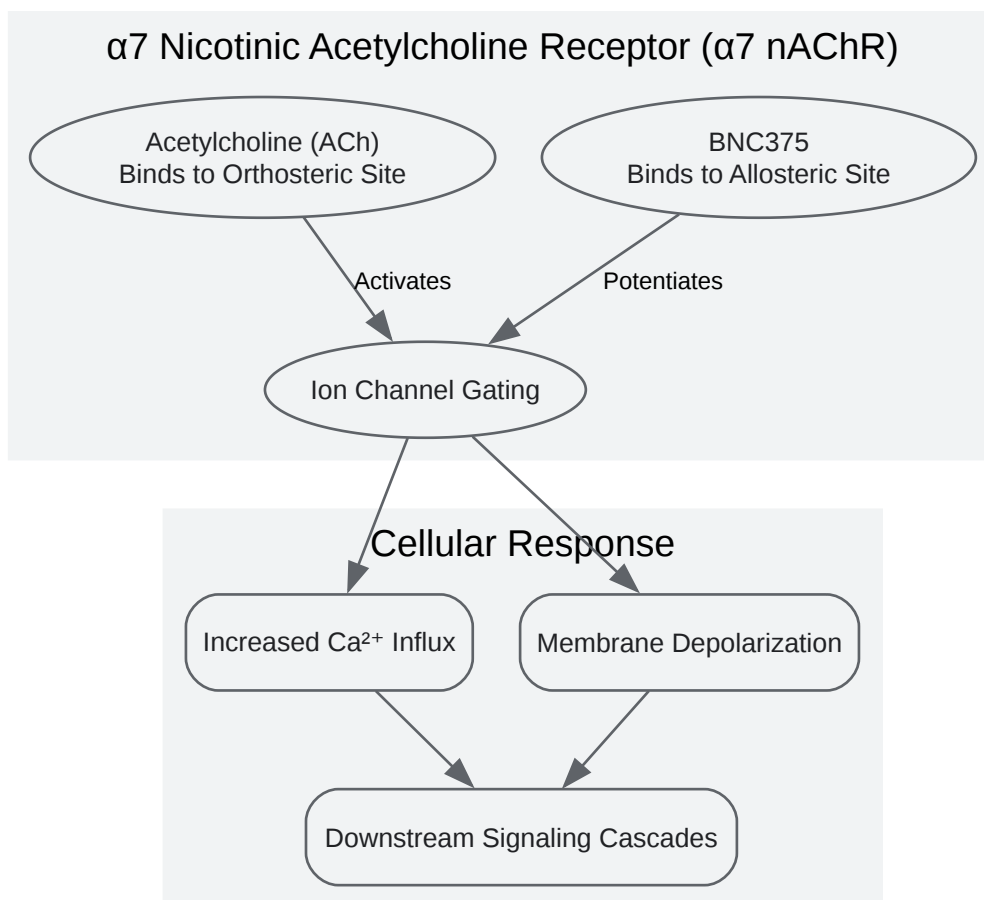 α7 Nicotinic Acetylcholine Receptor (α7 nAChR)
Acetylcholine (ACh)
Binds to Orthosteric Site
BNC375
Binds to Allosteric Site
Activates
Potentiates
Ion Channel Gating
Cellular Response
Increased Ca²⁺ Influx
Membrane Depolarization
Downstream Signaling Cascades